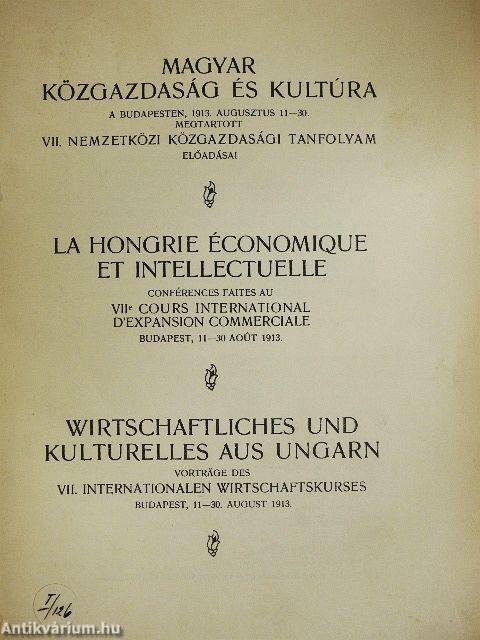 MAGYAR
KÖZGAZDASÁG ÉS KULTÚRA
A BUDAPESTEN, 1913. AUGUSZTUS 11—30.
MEGTARTOTT
VII. NEMZETKÖZI KÖZGAZDASÁGI TANFOLYAM
ELŐADÁSAI
LA HONGRIE ÉCONOMIQUE
ET INTELLECTUELLE
CONFÉRENCES FAITES AU
VIIe COURS INTERNATIONAL
D'EXPANSION COMMERCIALE
BUDAPEST, 11—30 AOÛT 1913.
WIRTSCHAFTLICHES UND
KULTURELLES AUS UNGARN
VORTRÄGE DES
VII. INTERNATIONALEN WIRTSCHAFTSKURSES
BUDAPEST, 11—30. AUGUST 1913.
I/126
Antikvárium.hu